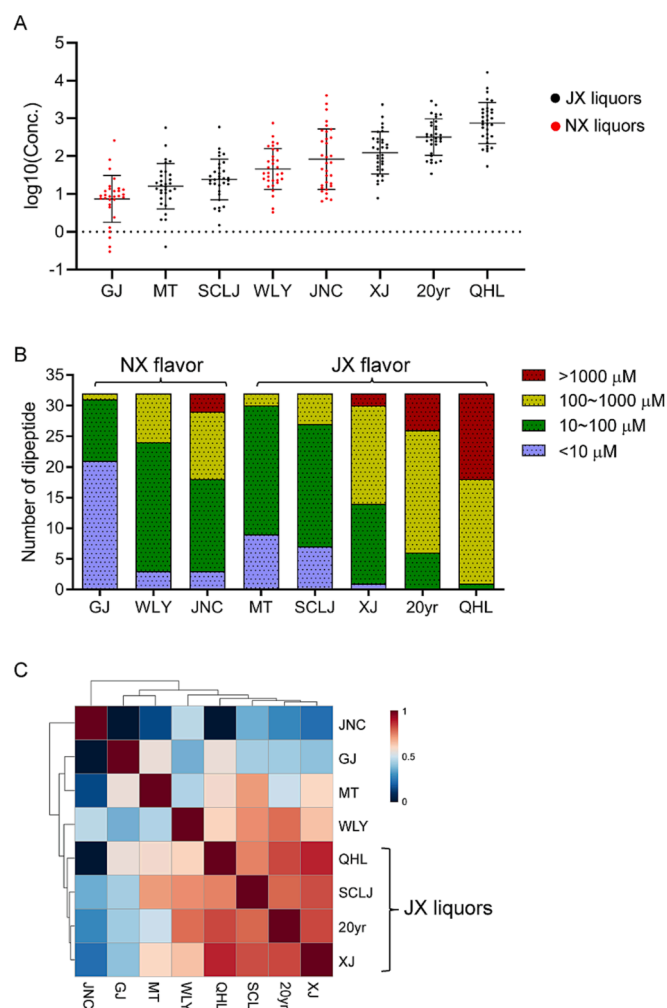 A
5
4
3
2
1
0
-1
log10(Conc.)
GJ MT SCLJ WLY JNC XJ 20yr QHL
JX liquors
NX liquors
B
NX flavor JX flavor
35
30
25
20
15
10
5
0
Number of dipeptide
GJ WLY JNC MT SCLJ XJ 20yr QHL
>1000 μM
100~1000 μM
10~100 μM
<10 μM
C
1
0.5
0
JNC
GJ
MT
WLY
QHL
SCLJ
20yr
XJ
JX liquors
JNC GJ MT WLY QHL SCL 20yr XJ